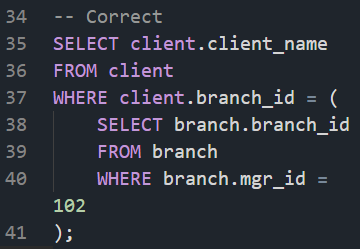 34 -- Correct
35 SELECT client.client_name
36 FROM client
37 WHERE client.branch_id = (
38     SELECT branch.branch_id
39     FROM branch
40     WHERE branch.mgr_id =
102
41 );